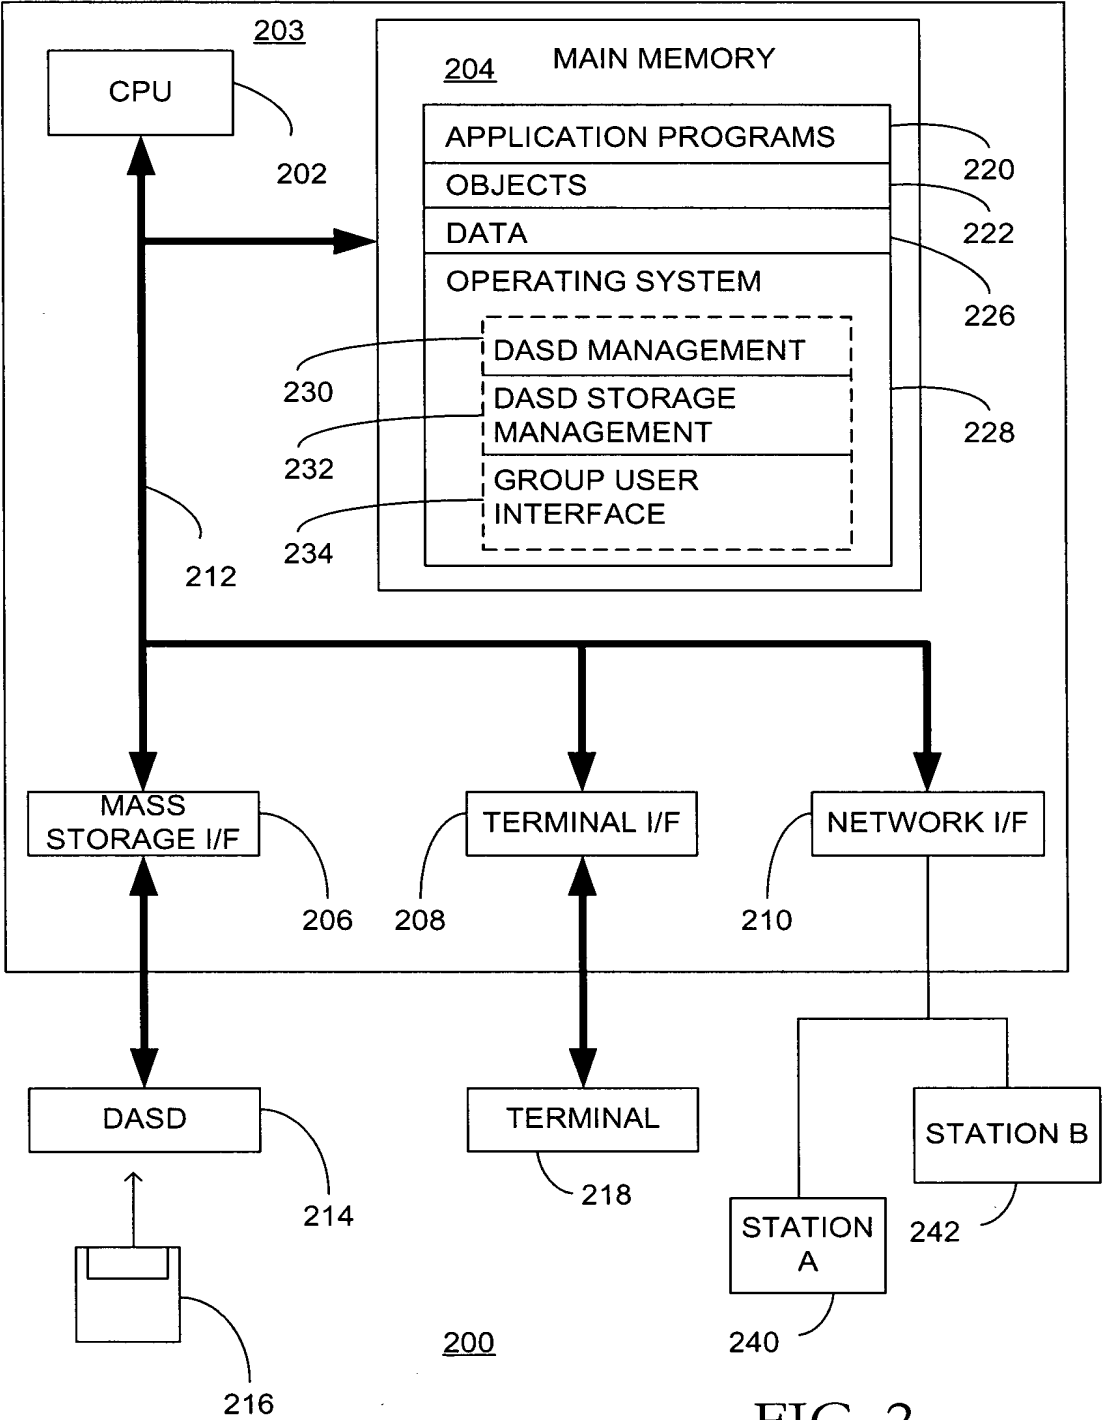 203
CPU
202
204
MAIN MEMORY
APPLICATION PROGRAMS
220
OBJECTS
222
DATA
226
OPERATING SYSTEM
230
DASD MANAGEMENT
232
DASD STORAGE
MANAGEMENT
228
234
GROUP USER
INTERFACE
212
MASS
STORAGE I/F
206
TERMINAL I/F
208
NETWORK I/F
210
DASD
214
TERMINAL
218
STATION B
242
STATION
A
240
216
200
FIG. 2